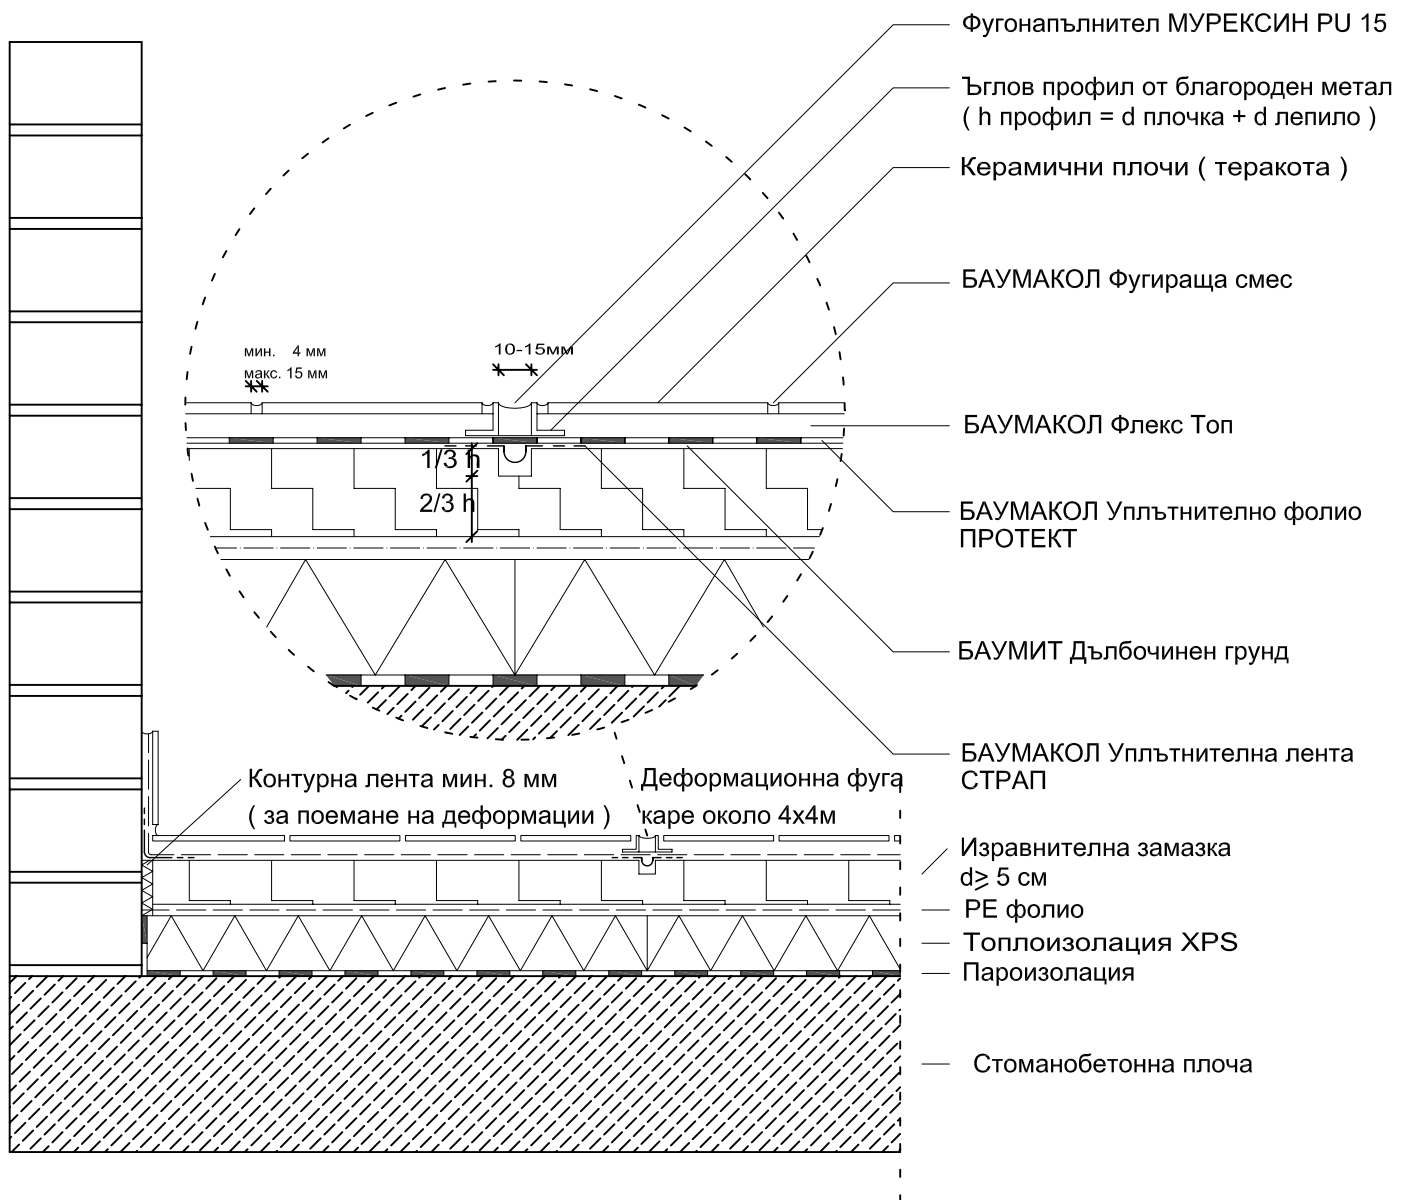 Фугонапълнител МУРЕКСИН PU 15
Ъглов профил от благороден метал
( h профил = d плочка + d лепило )
Керамични плочи ( теракота )
БАУМАКОЛ Фугираща смес
мин. 4 мм
макс. 15 мм
10-15мм
БАУМАКОЛ Флекс Топ
1/3 h
2/3 h
БАУМАКОЛ Уплътнително фолио
ПРОТЕКТ
БАУМИТ Дълбочинен грунд
БАУМАКОЛ Уплътнителна лента
СТРАП
Контурна лента мин. 8 мм
( за поемане на деформации )
Деформационна фуга
каре около 4х4м
Изравнителна замазка
d≥ 5 см
PE фолио
Топлоизолация XPS
Пароизолация
Стоманобетонна плоча